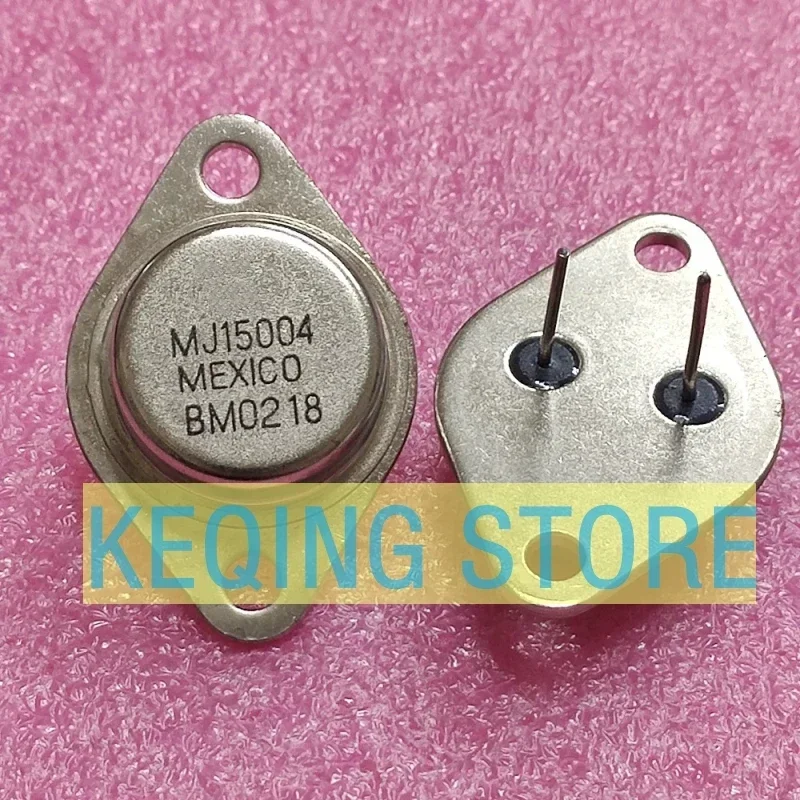 MJ15004
MEXICO
BM0218
KEQING STORE